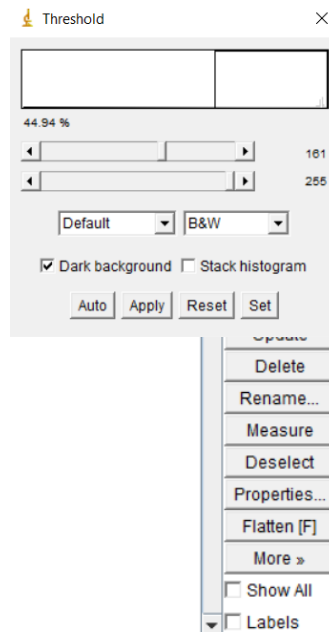 Threshold
44.94 %
161
255
Default B&W
Dark background Stack histogram
Auto Apply Reset Set
Update
Delete
Rename...
Measure
Deselect
Properties...
Flatten [F]
More »
Show All
Labels